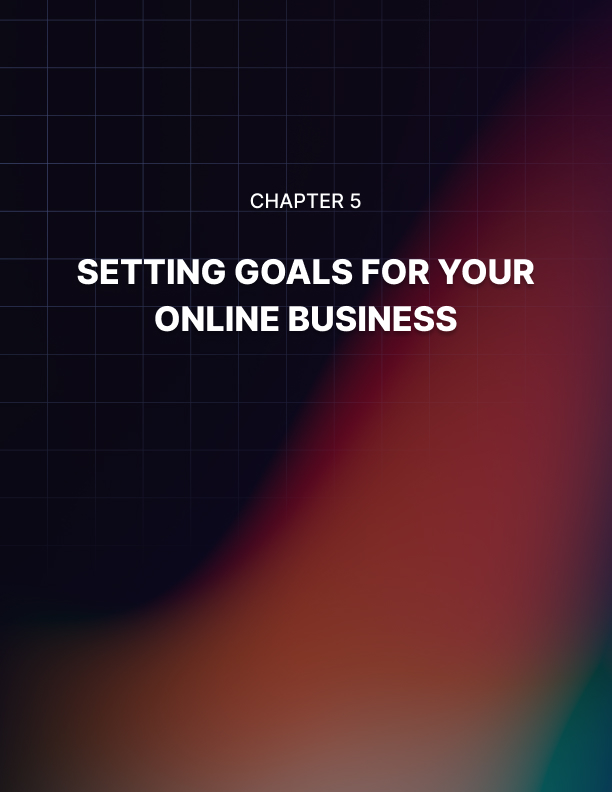 CHAPTER 5
SETTING GOALS FOR YOUR
ONLINE BUSINESS